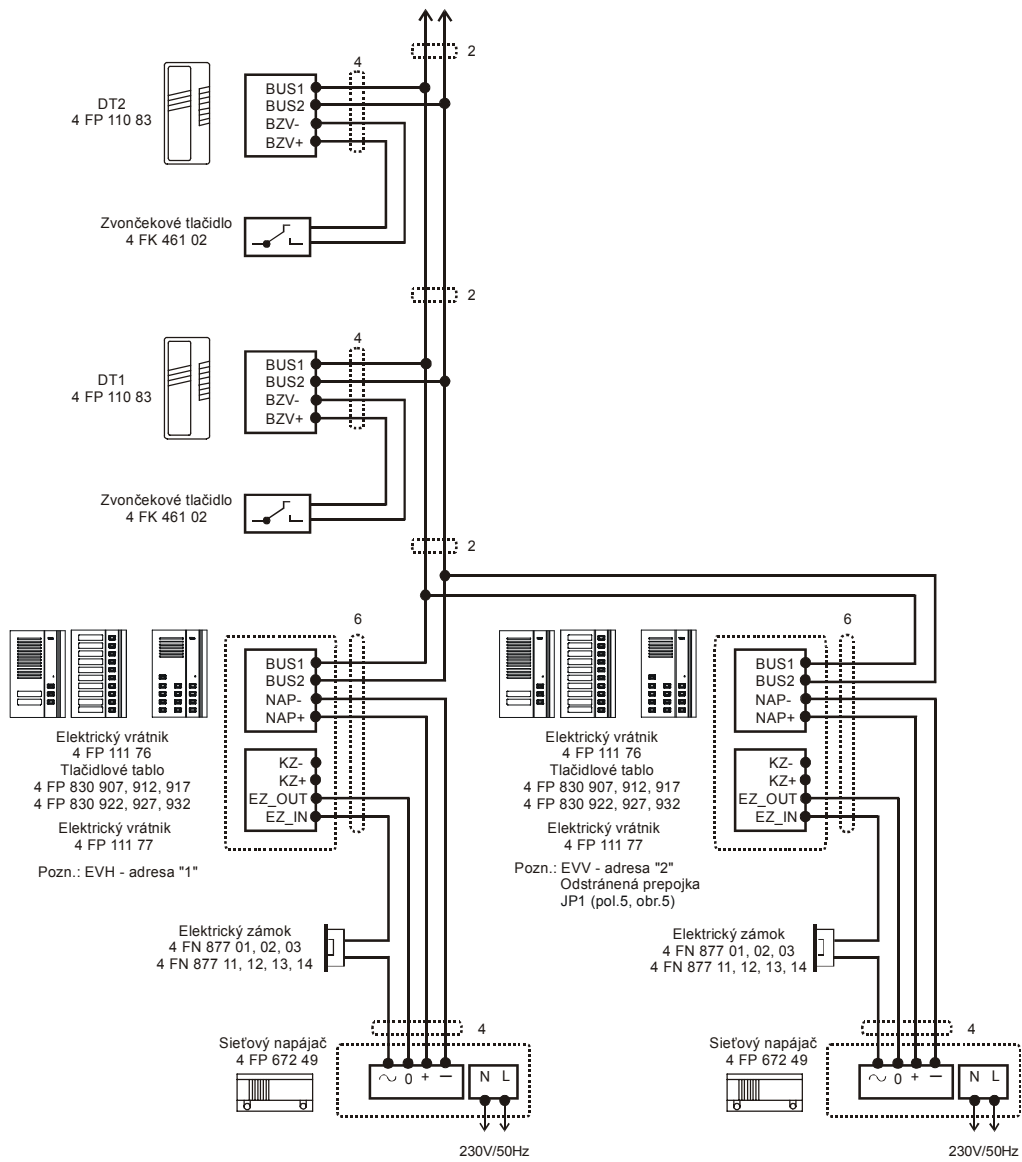 2
4
DT2
4 FP 110 83
BUS1
BUS2
BZV-
BZV+
Zvončekové tlačidlo
4 FK 461 02
2
4
DT1
4 FP 110 83
BUS1
BUS2
BZV-
BZV+
Zvončekové tlačidlo
4 FK 461 02
2
6
BUS1
BUS2
NAP-
NAP+
KZ-
KZ+
EZ_OUT
EZ_IN
Elektrický vrátnik
4 FP 111 76
Tlačidlové tablo
4 FP 830 907, 912, 917
4 FP 830 922, 927, 932
Elektrický vrátnik
4 FP 111 77
Pozn.: EVH - adresa "1"
Elektrický zámok
4 FN 877 01, 02, 03
4 FN 877 11, 12, 13, 14
4
Sieťový napájač
4 FP 672 49
0 + –
N L
230V/50Hz
6
BUS1
BUS2
NAP-
NAP+
KZ-
KZ+
EZ_OUT
EZ_IN
Elektrický vrátnik
4 FP 111 76
Tlačidlové tablo
4 FP 830 907, 912, 917
4 FP 830 922, 927, 932
Elektrický vrátnik
4 FP 111 77
Pozn.: EVV - adresa "2"
Odstránená prepojka
JP1 (pol.5, obr.5)
Elektrický zámok
4 FN 877 01, 02, 03
4 FN 877 11, 12, 13, 14
4
Sieťový napájač
4 FP 672 49
0 + –
N L
230V/50Hz